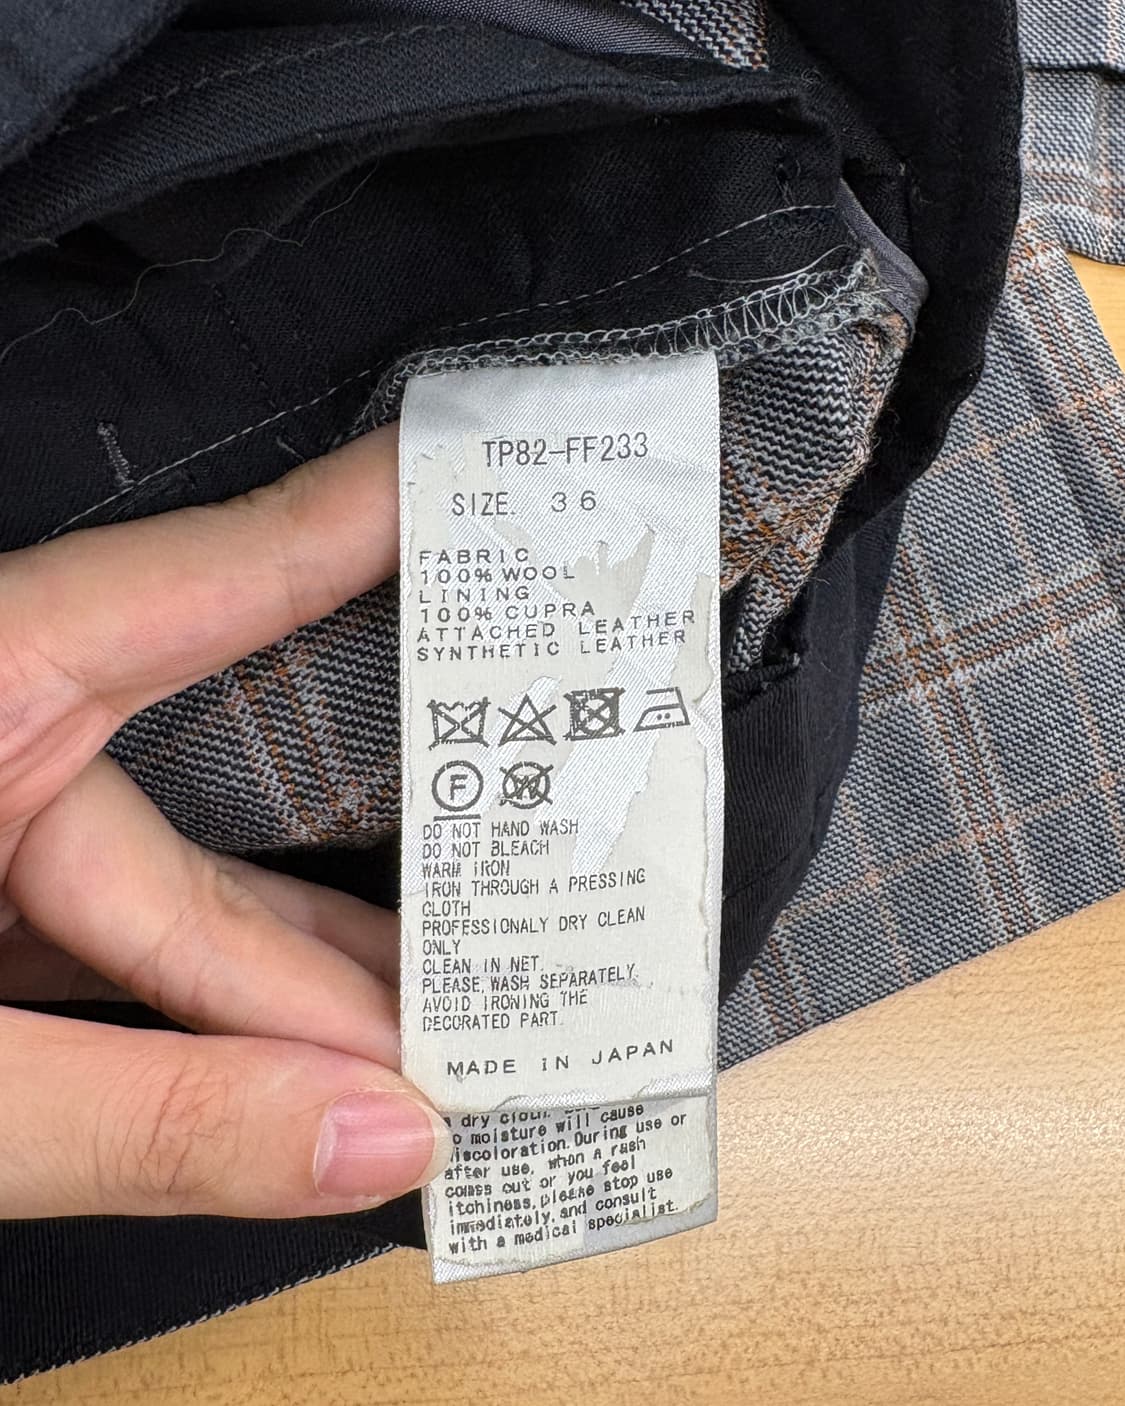 TP82-FF233
SIZE. 36
FABRIC
100% WOOL
LINING
100% CUPRA
ATTACHED LEATHER
SYNTHETIC LEATHER
F W
DO NOT HAND WASH
DO NOT BLEACH
WARM IRON
IRON THROUGH A PRESSING
CLOTH
PROFESSIONALY DRY CLEAN
ONLY
CLEAN IN NET.
PLEASE, WASH SEPARATELY.
AVOID IRONING THE
DECORATED PART.
MADE IN JAPAN
dry cloth.
moisture will cause
discoloration. During use or
after use, when a rash
comes out or you feel
itchiness, please stop use
immediately, and consult
with a medical specialist.